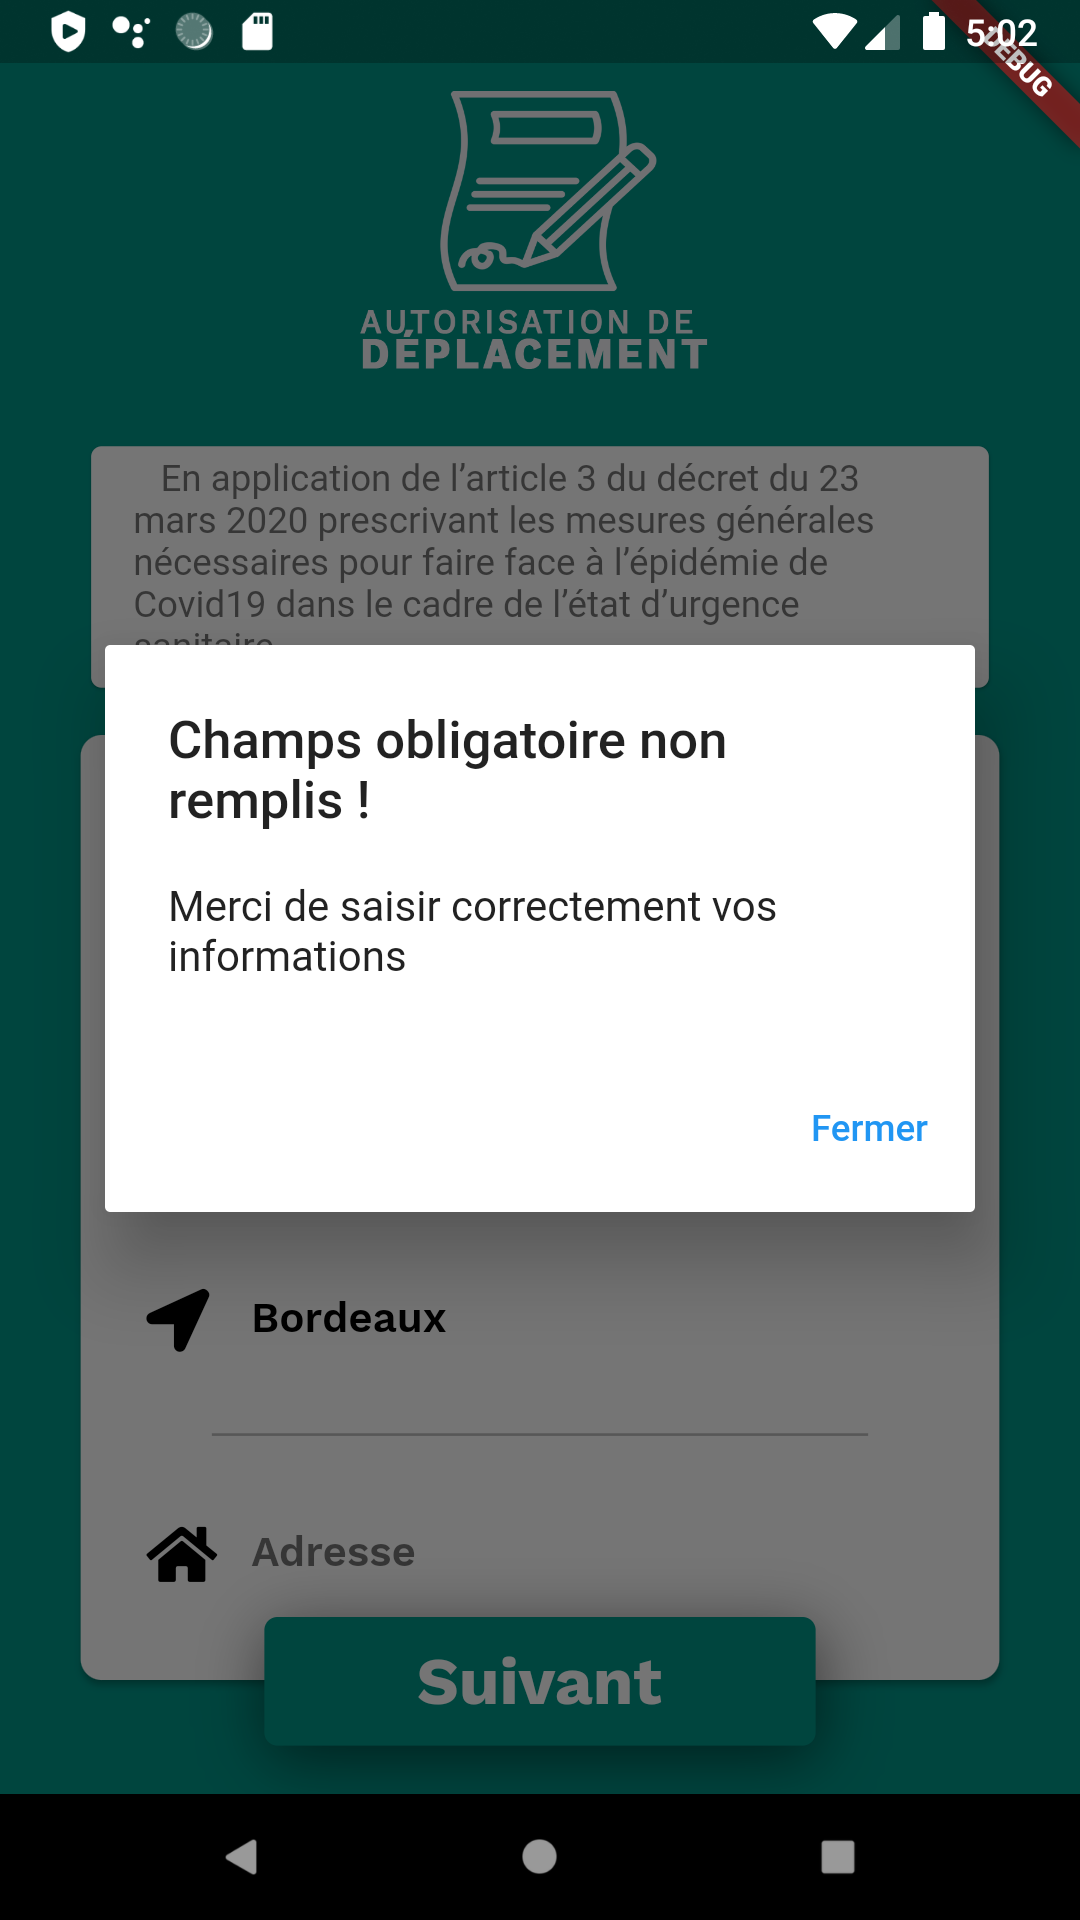 5:02
DEBUG
AUTORISATION DE
DÉPLACEMENT
En application de l’article 3 du décret du 23
mars 2020 prescrivant les mesures générales
nécessaires pour faire face à l’épidémie de
Covid19 dans le cadre de l’état d’urgence
sanitaire
Champs obligatoire non
remplis !
Merci de saisir correctement vos
informations
Fermer
Bordeaux
Adresse
Suivant